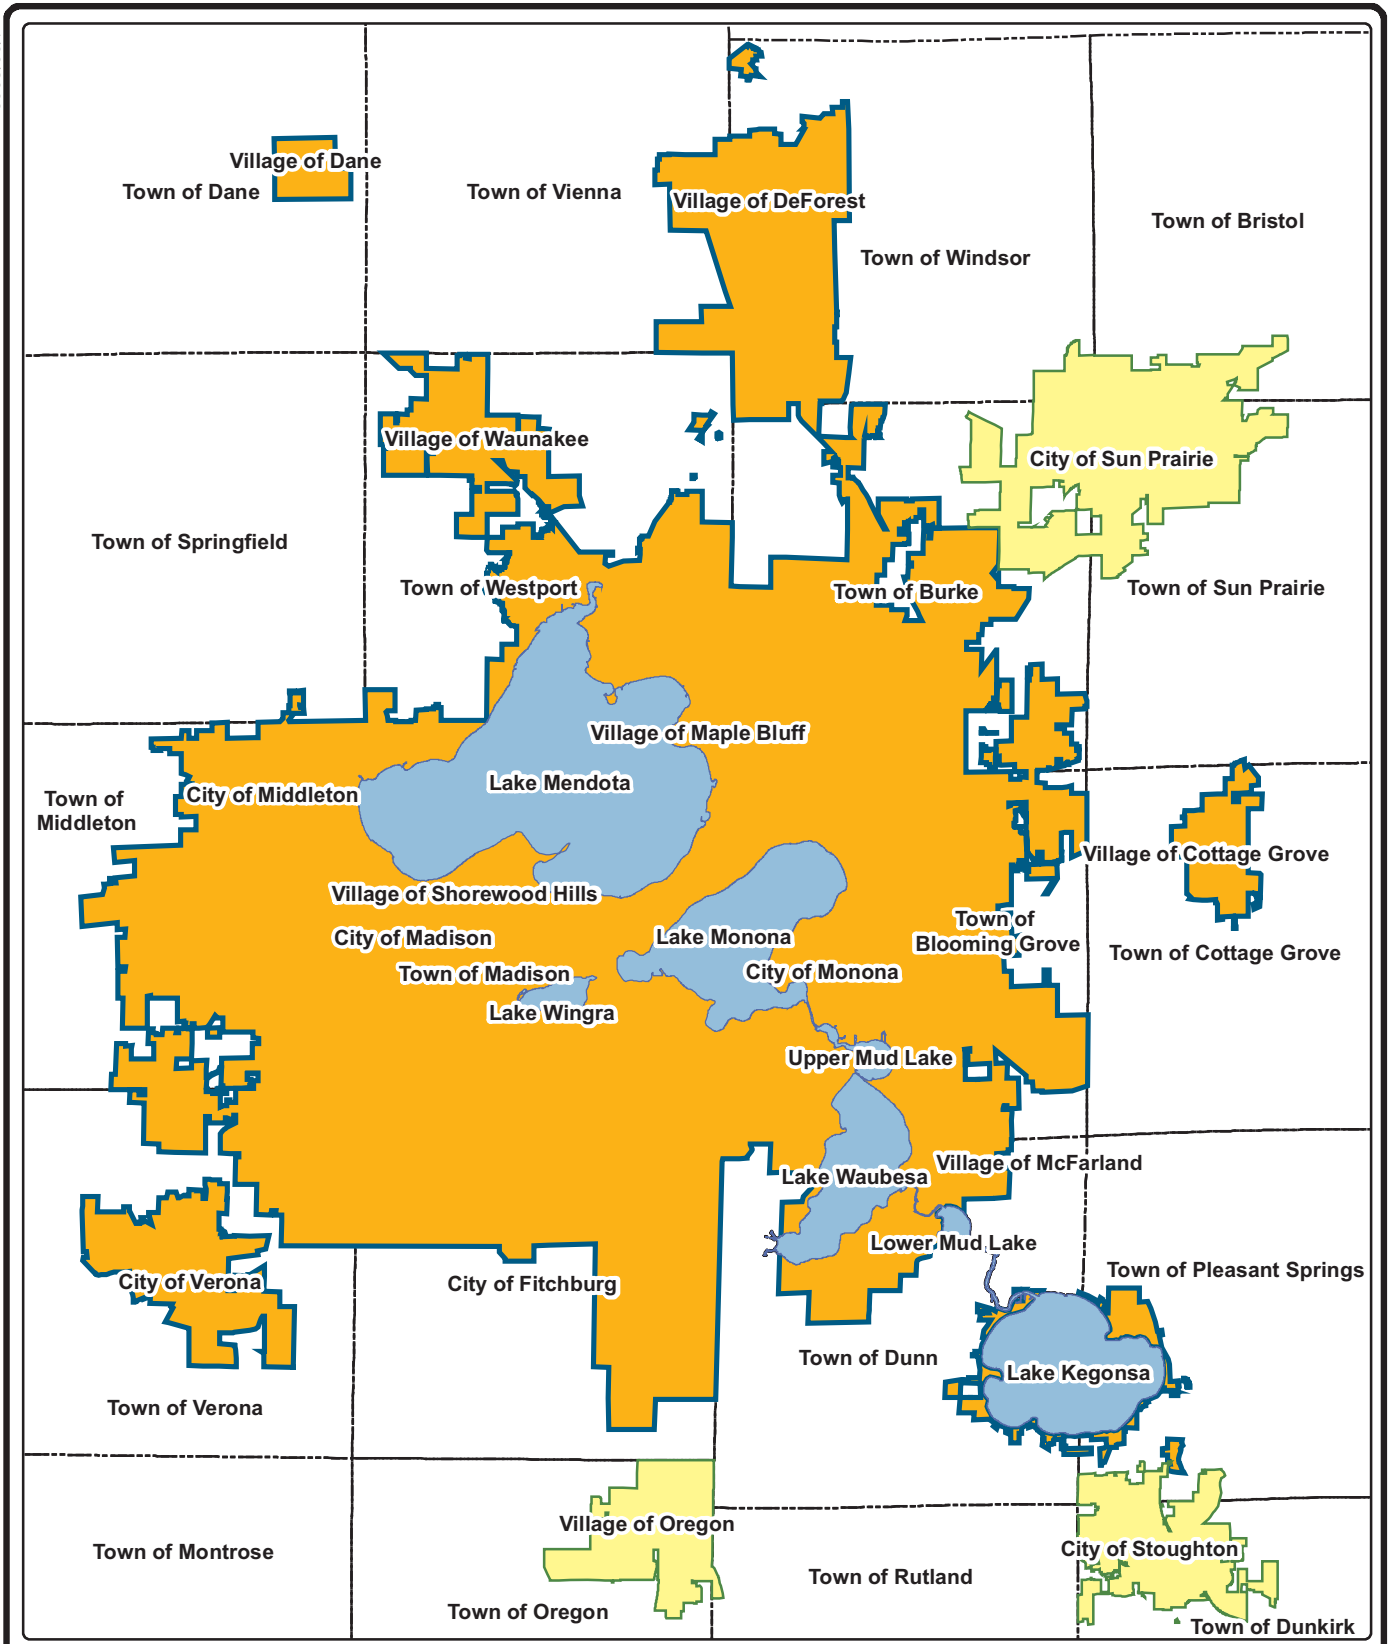 Village of Dane
Town of Dane
Town of Vienna
Village of DeForest
Town of Bristol
Town of Windsor
Village of Waunakee
City of Sun Prairie
Town of Springfield
Town of Westport
Town of Burke
Town of Sun Prairie
Village of Maple Bluff
Lake Mendota
City of Middleton
Town of
Middleton
Village of Cottage Grove
Village of Shorewood Hills
City of Madison
Lake Monona
Town of
Blooming Grove
Town of Cottage Grove
Town of Madison
City of Monona
Lake Wingra
Upper Mud Lake
Village of McFarland
Lake Waubesa
Lower Mud Lake
Town of Pleasant Springs
City of Verona
City of Fitchburg
Town of Dunn
Lake Kegonsa
Town of Verona
Village of Oregon
City of Stoughton
Town of Montrose
Town of Rutland
Town of Oregon
Town of Dunkirk